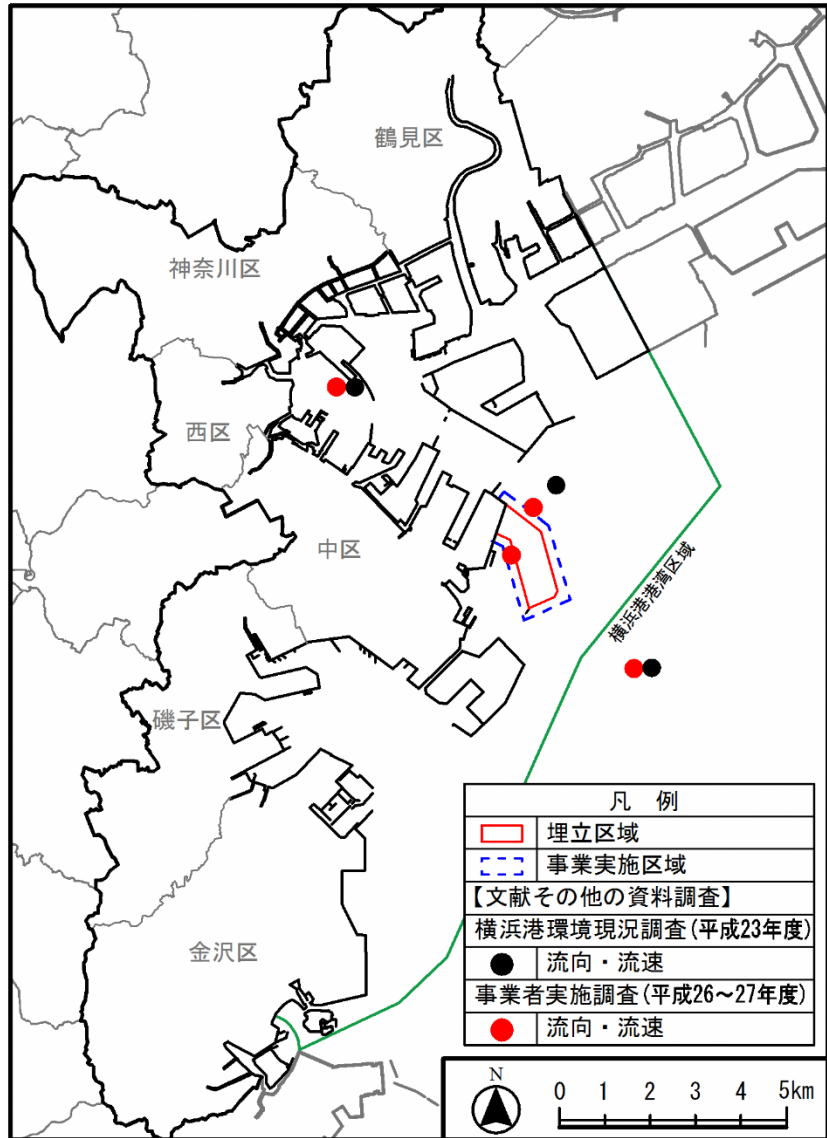 鶴見区
神奈川区
西区
中区
横浜港港湾区域
磯子区
金沢区
凡 例
埋立区域
事業実施区域
【文献その他の資料調査】
横浜港環境現況調査(平成23年度)
流向・流速
事業者実施調査(平成26～27年度)
流向・流速
N
0 1 2 3 4 5km